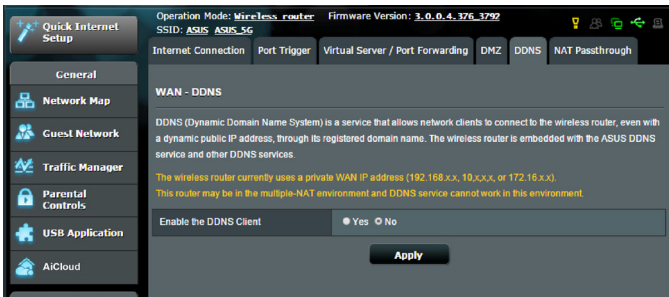 Quick Internet
Setup
General
Network Map
Guest Network
Traffic Manager
Parental
Controls
USB Application
AiCloud
Operation Mode: Wireless router Firmware Version: 3.0.0.4.376_3792
SSID: ASUS ASUS_5G
Internet Connection Port Trigger Virtual Server / Port Forwarding DMZ DDNS NAT Passthrough
WAN - DDNS
DDNS (Dynamic Domain Name System) is a service that allows network clients to connect to the wireless router, even with
a dynamic public IP address, through its registered domain name. The wireless router is embedded with the ASUS DDNS
service and other DDNS services.
The wireless router currently uses a private WAN IP address (192.168.x.x, 10,x,x,x, or 172.16.x.x).
This router may be in the multiple-NAT environment and DDNS service cannot work in this environment.
Enable the DDNS Client Yes No
Apply